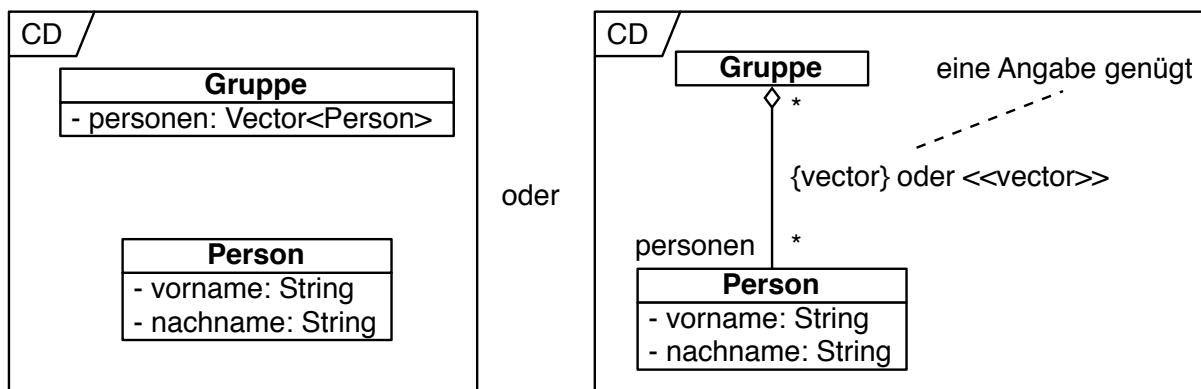 CD
Gruppe
- personen: Vector<Person>
Person
- vorname: String
- nachname: String
oder
CD
Gruppe
eine Angabe genügt
*
{vector} oder <<vector>>
personen
*
Person
- vorname: String
- nachname: String